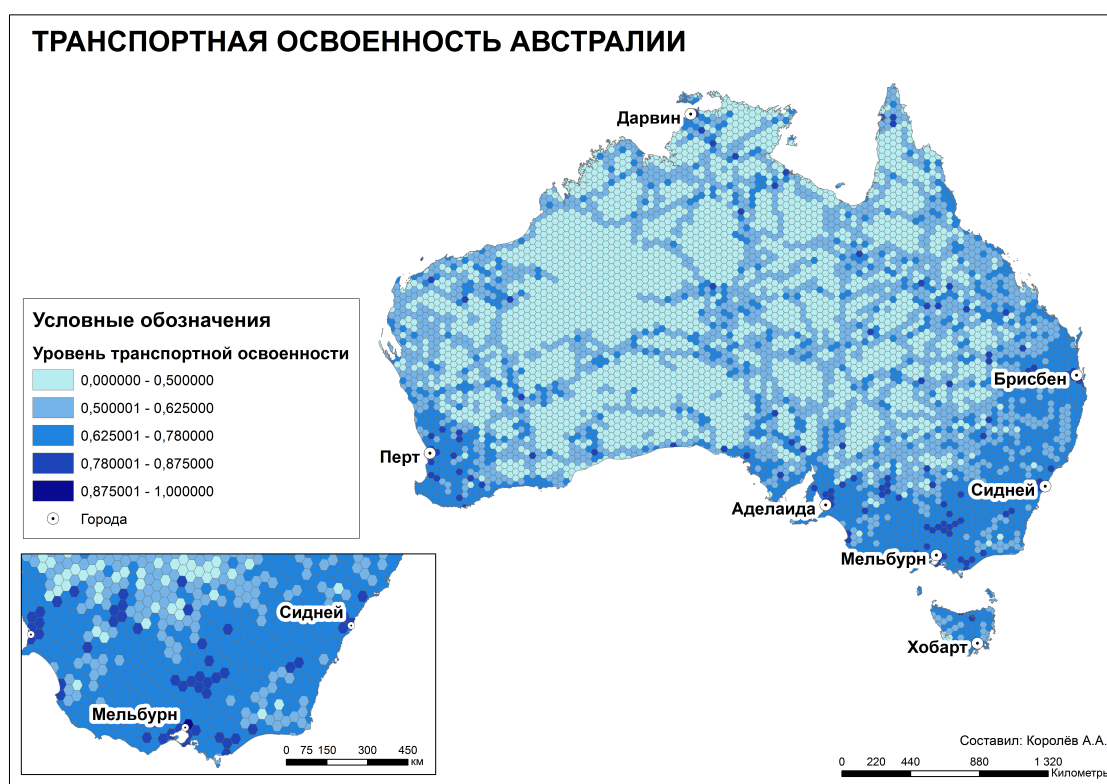 ТРАНСПОРТНАЯ ОСВОЕННОСТЬ АВСТРАЛИИ
Дарвин
Условные обозначения
Уровень транспортной освоенности
0,000000 - 0,500000
0,500001 - 0,625000
0,625001 - 0,780000
0,780001 - 0,875000
0,875001 - 1,000000
Города
Брисбен
Перт
Сидней
Аделаида
Мельбурн
Хобарт
Сидней
Мельбурн
0 75 150 300 450
км
Составил: Королёв А.А.
0 220 440 880 1 320
Километры